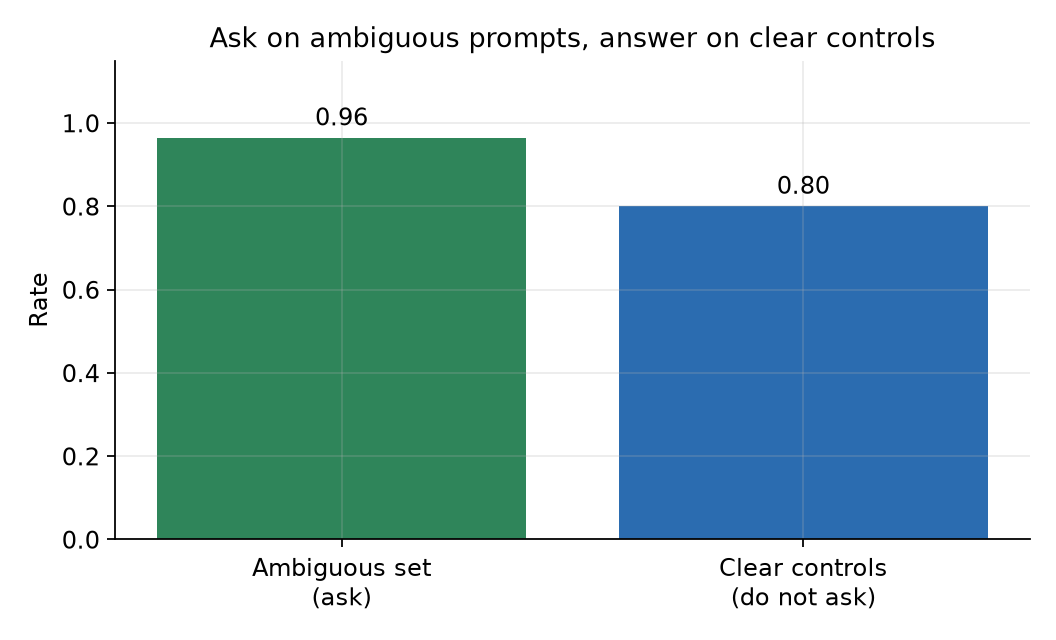 Ask on ambiguous prompts, answer on clear controls
0.96
0.80
1.0
0.8
0.6
0.4
0.2
0.0
Rate
Ambiguous set
(ask)
Clear controls
(do not ask)